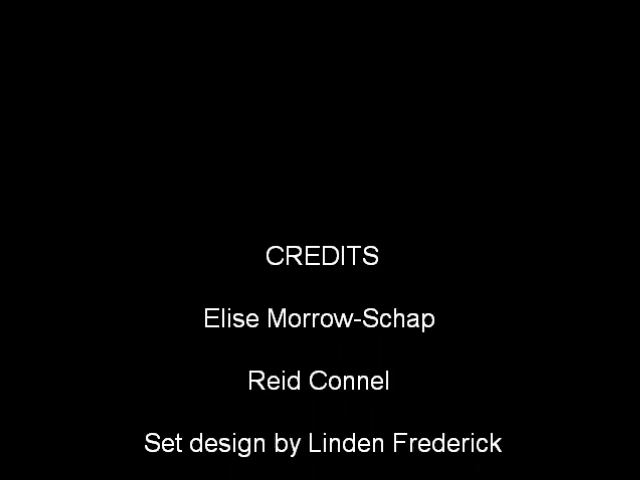 CREDITS
Elise Morrow-Schap
Reid Connel
Set design by Linden Frederick